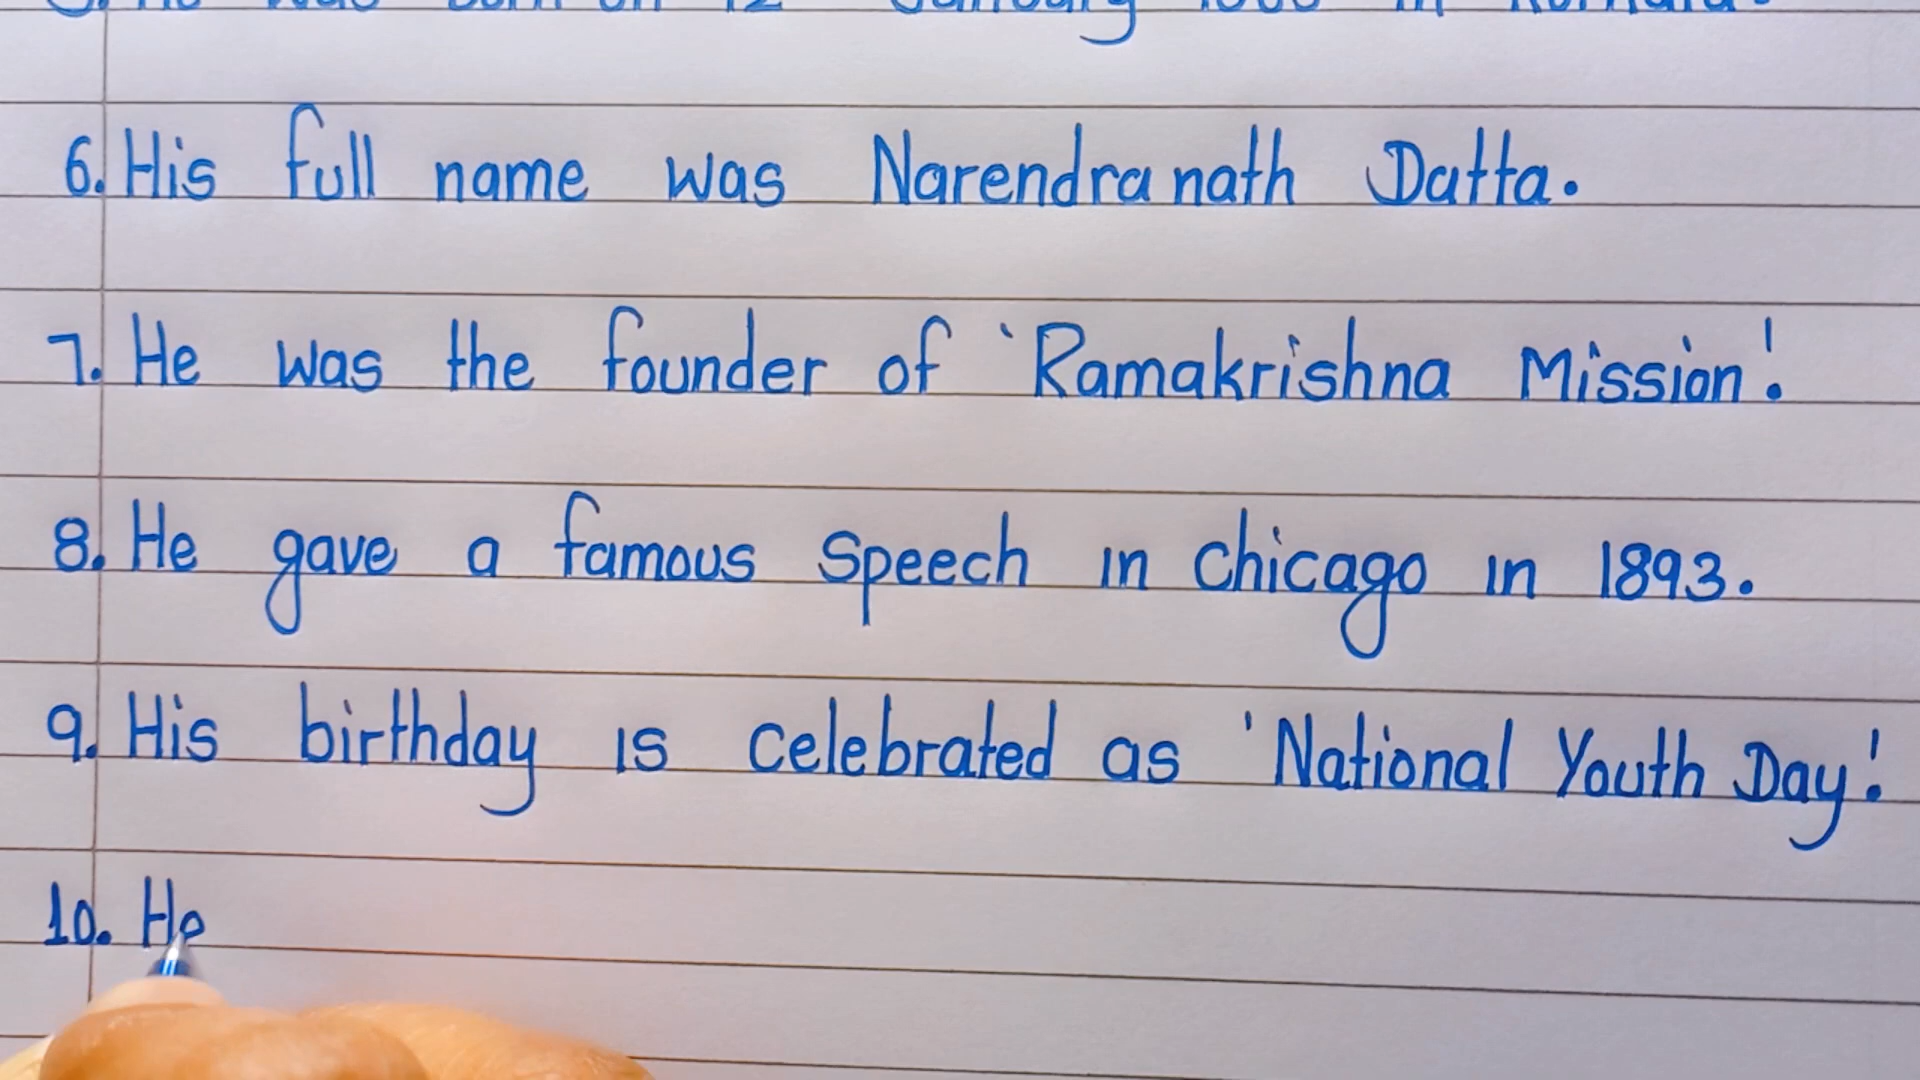 6. His full name was Narendranath Datta.
7. He was the founder of 'Ramakrishna Mission'.
8. He gave a famous speech in chicago in 1893.
9. His birthday is celebrated as 'National Youth Day'.
10. He